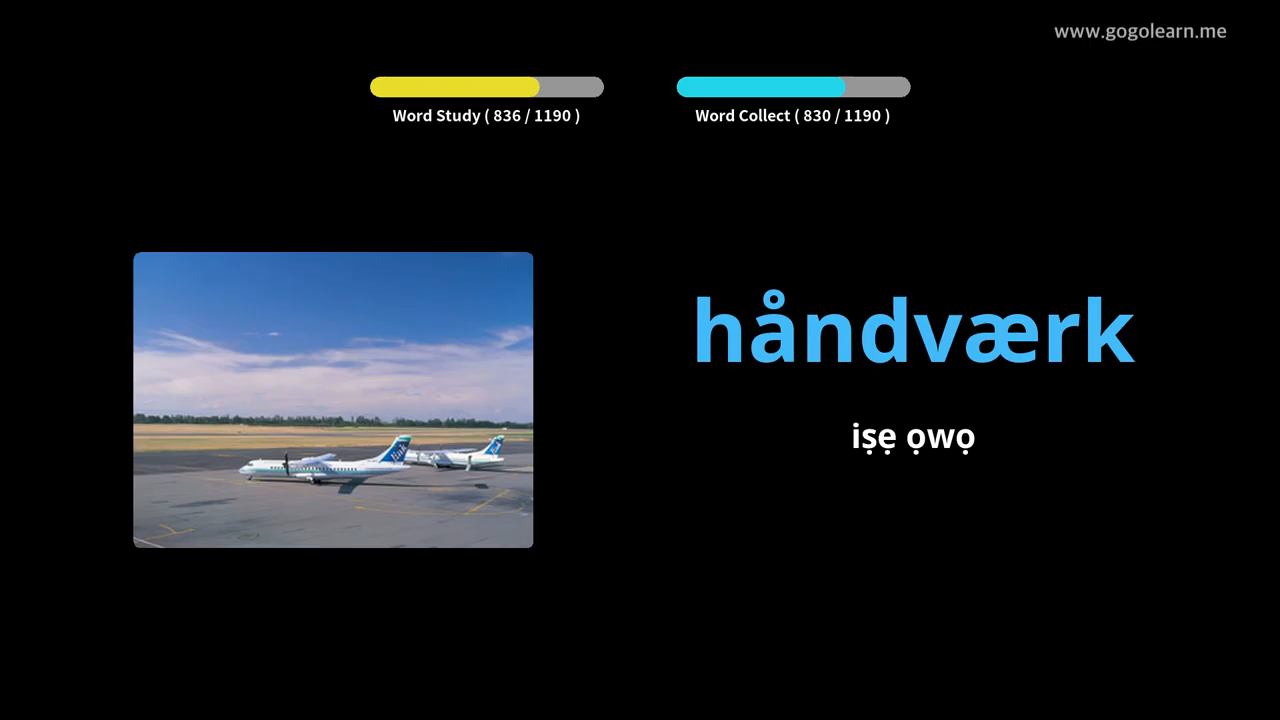 www.gogolearn.me
Word Study ( 836 / 1190 )
Word Collect ( 830 / 1190 )
håndværk
iṣẹ ọwọ